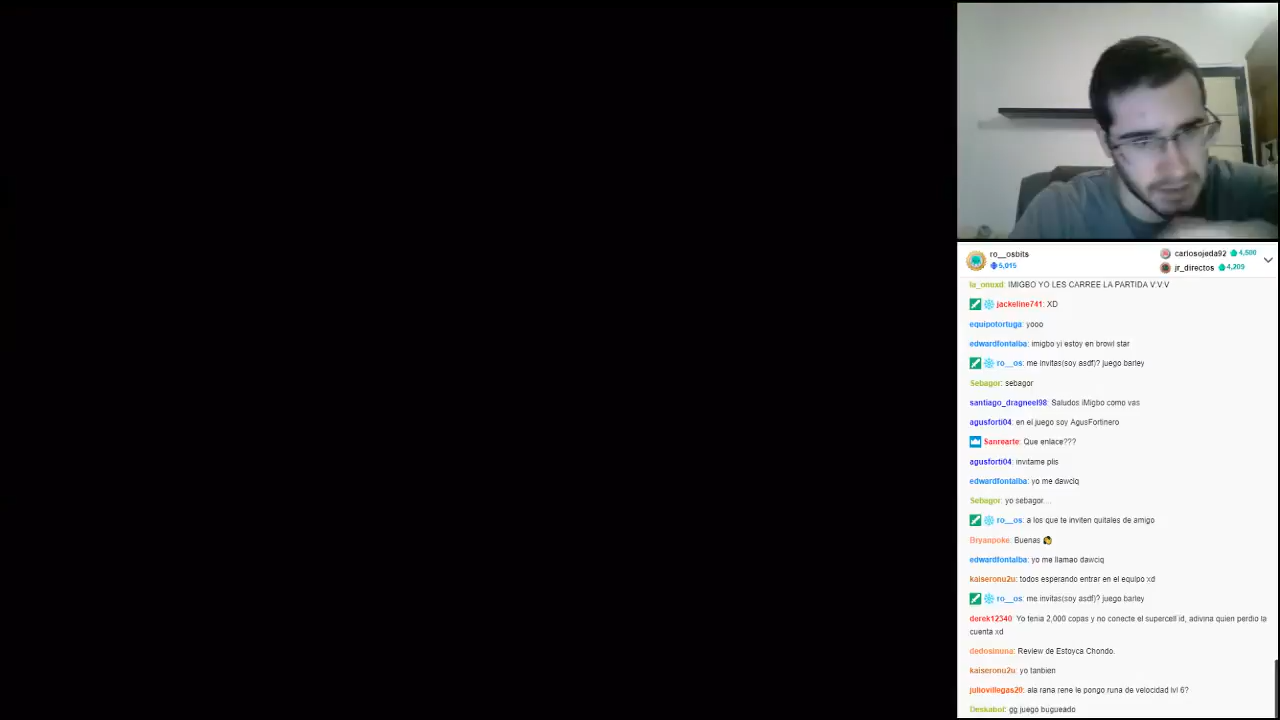 ro__osbits
5,015
carlosojeda92 4,500
jr_directos 4,205
la_onuxd: IMIGBO YO LES CARREE LA PARTIDA V:V:V
jackeline741: XD
equipotortuga: yooo
edwardfontalba: imigbo yi estoy en browl star
ro__os: me invitas(soy asdf)? juego barley
Sebagor: sebagor
santiago_dragneel98: Saludos iMigbo como vas
agusforti04: en el juego soy AgusFortinero
Sanrearte: Que enlace???
agusforti04: invitame plis
edwardfontalba: yo me dawciq
Sebagor: yo sebagor....
ro__os: a los que te inviten quitales de amigo
Bryanpoke: Buenas
edwardfontalba: yo me llamao dawciq
kaiseronu2u: todos esperando entrar en el equipo xd
ro__os: me invitas(soy asdf)? juego barley
derek12340 Yo tenia 2,000 copas y no conecte el supercell id, adivina quien perdio la
cuenta xd
dedosinuna: Review de Estoyca Chondo.
kaiseronu2u: yo tanbien
juliovillegas20: ala rana rene le pongo runa de velocidad lvl 6?
Deskabol: gg juego bugueado